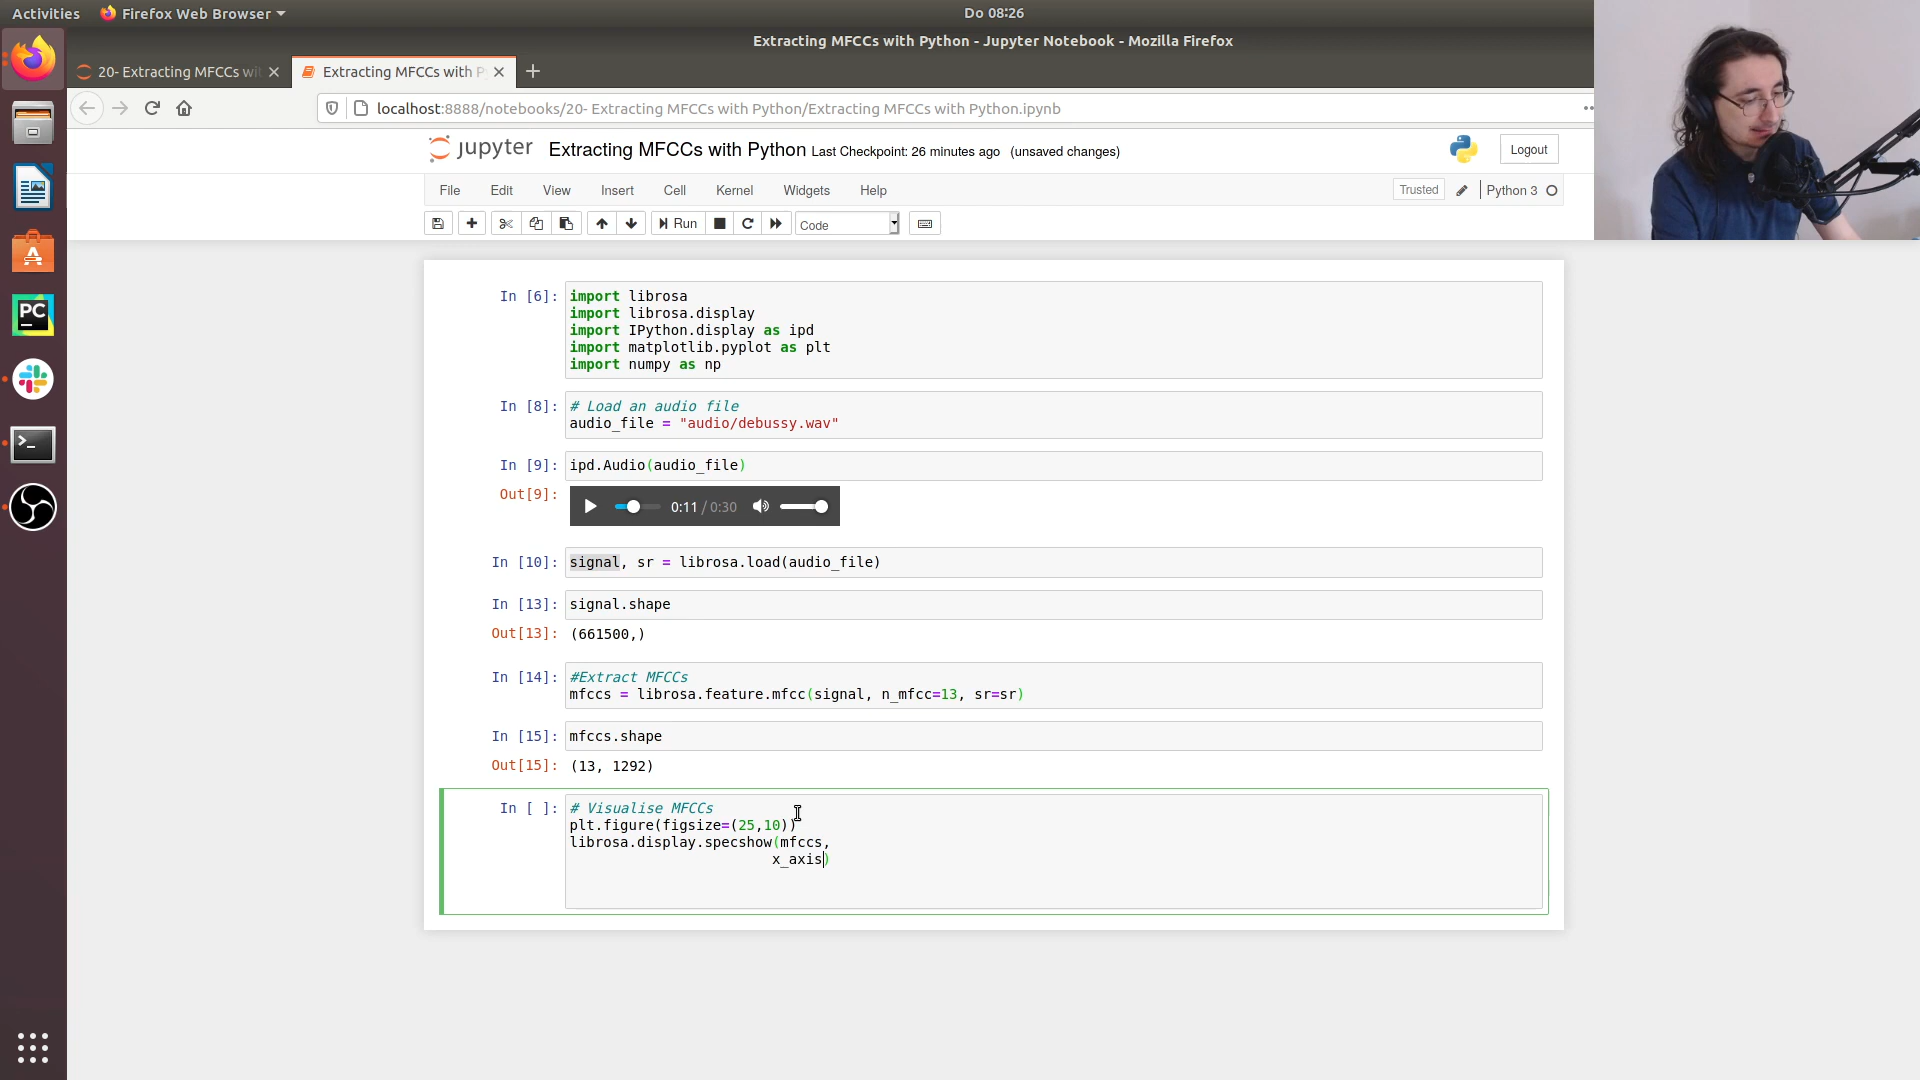 Activities
Firefox Web Browser
Do 08:26
Extracting MFCCs with Python - Jupyter Notebook - Mozilla Firefox
20- Extracting MFCCs wi
Extracting MFCCs with P
localhost:8888/notebooks/20- Extracting MFCCs with Python/Extracting MFCCs with Python.ipynb
jupyter Extracting MFCCs with Python Last Checkpoint: 26 minutes ago (unsaved changes)
Logout
File Edit View Insert Cell Kernel Widgets Help
Trusted Python 3
Run Code
In [6]: import librosa
import librosa.display
import IPython.display as ipd
import matplotlib.pyplot as plt
import numpy as np
In [8]: # Load an audio file
audio_file = "audio/debussy.wav"
In [9]: ipd.Audio(audio_file)
Out[9]:
0:11 / 0:30
In [10]: signal, sr = librosa.load(audio_file)
In [13]: signal.shape
Out[13]: (661500,)
In [14]: #Extract MFCCs
mfccs = librosa.feature.mfcc(signal, n_mfcc=13, sr=sr)
In [15]: mfccs.shape
Out[15]: (13, 1292)
In [ ]: # Visualise MFCCs
plt.figure(figsize=(25,10))
librosa.display.specshow(mfccs,
x_axis)
PC